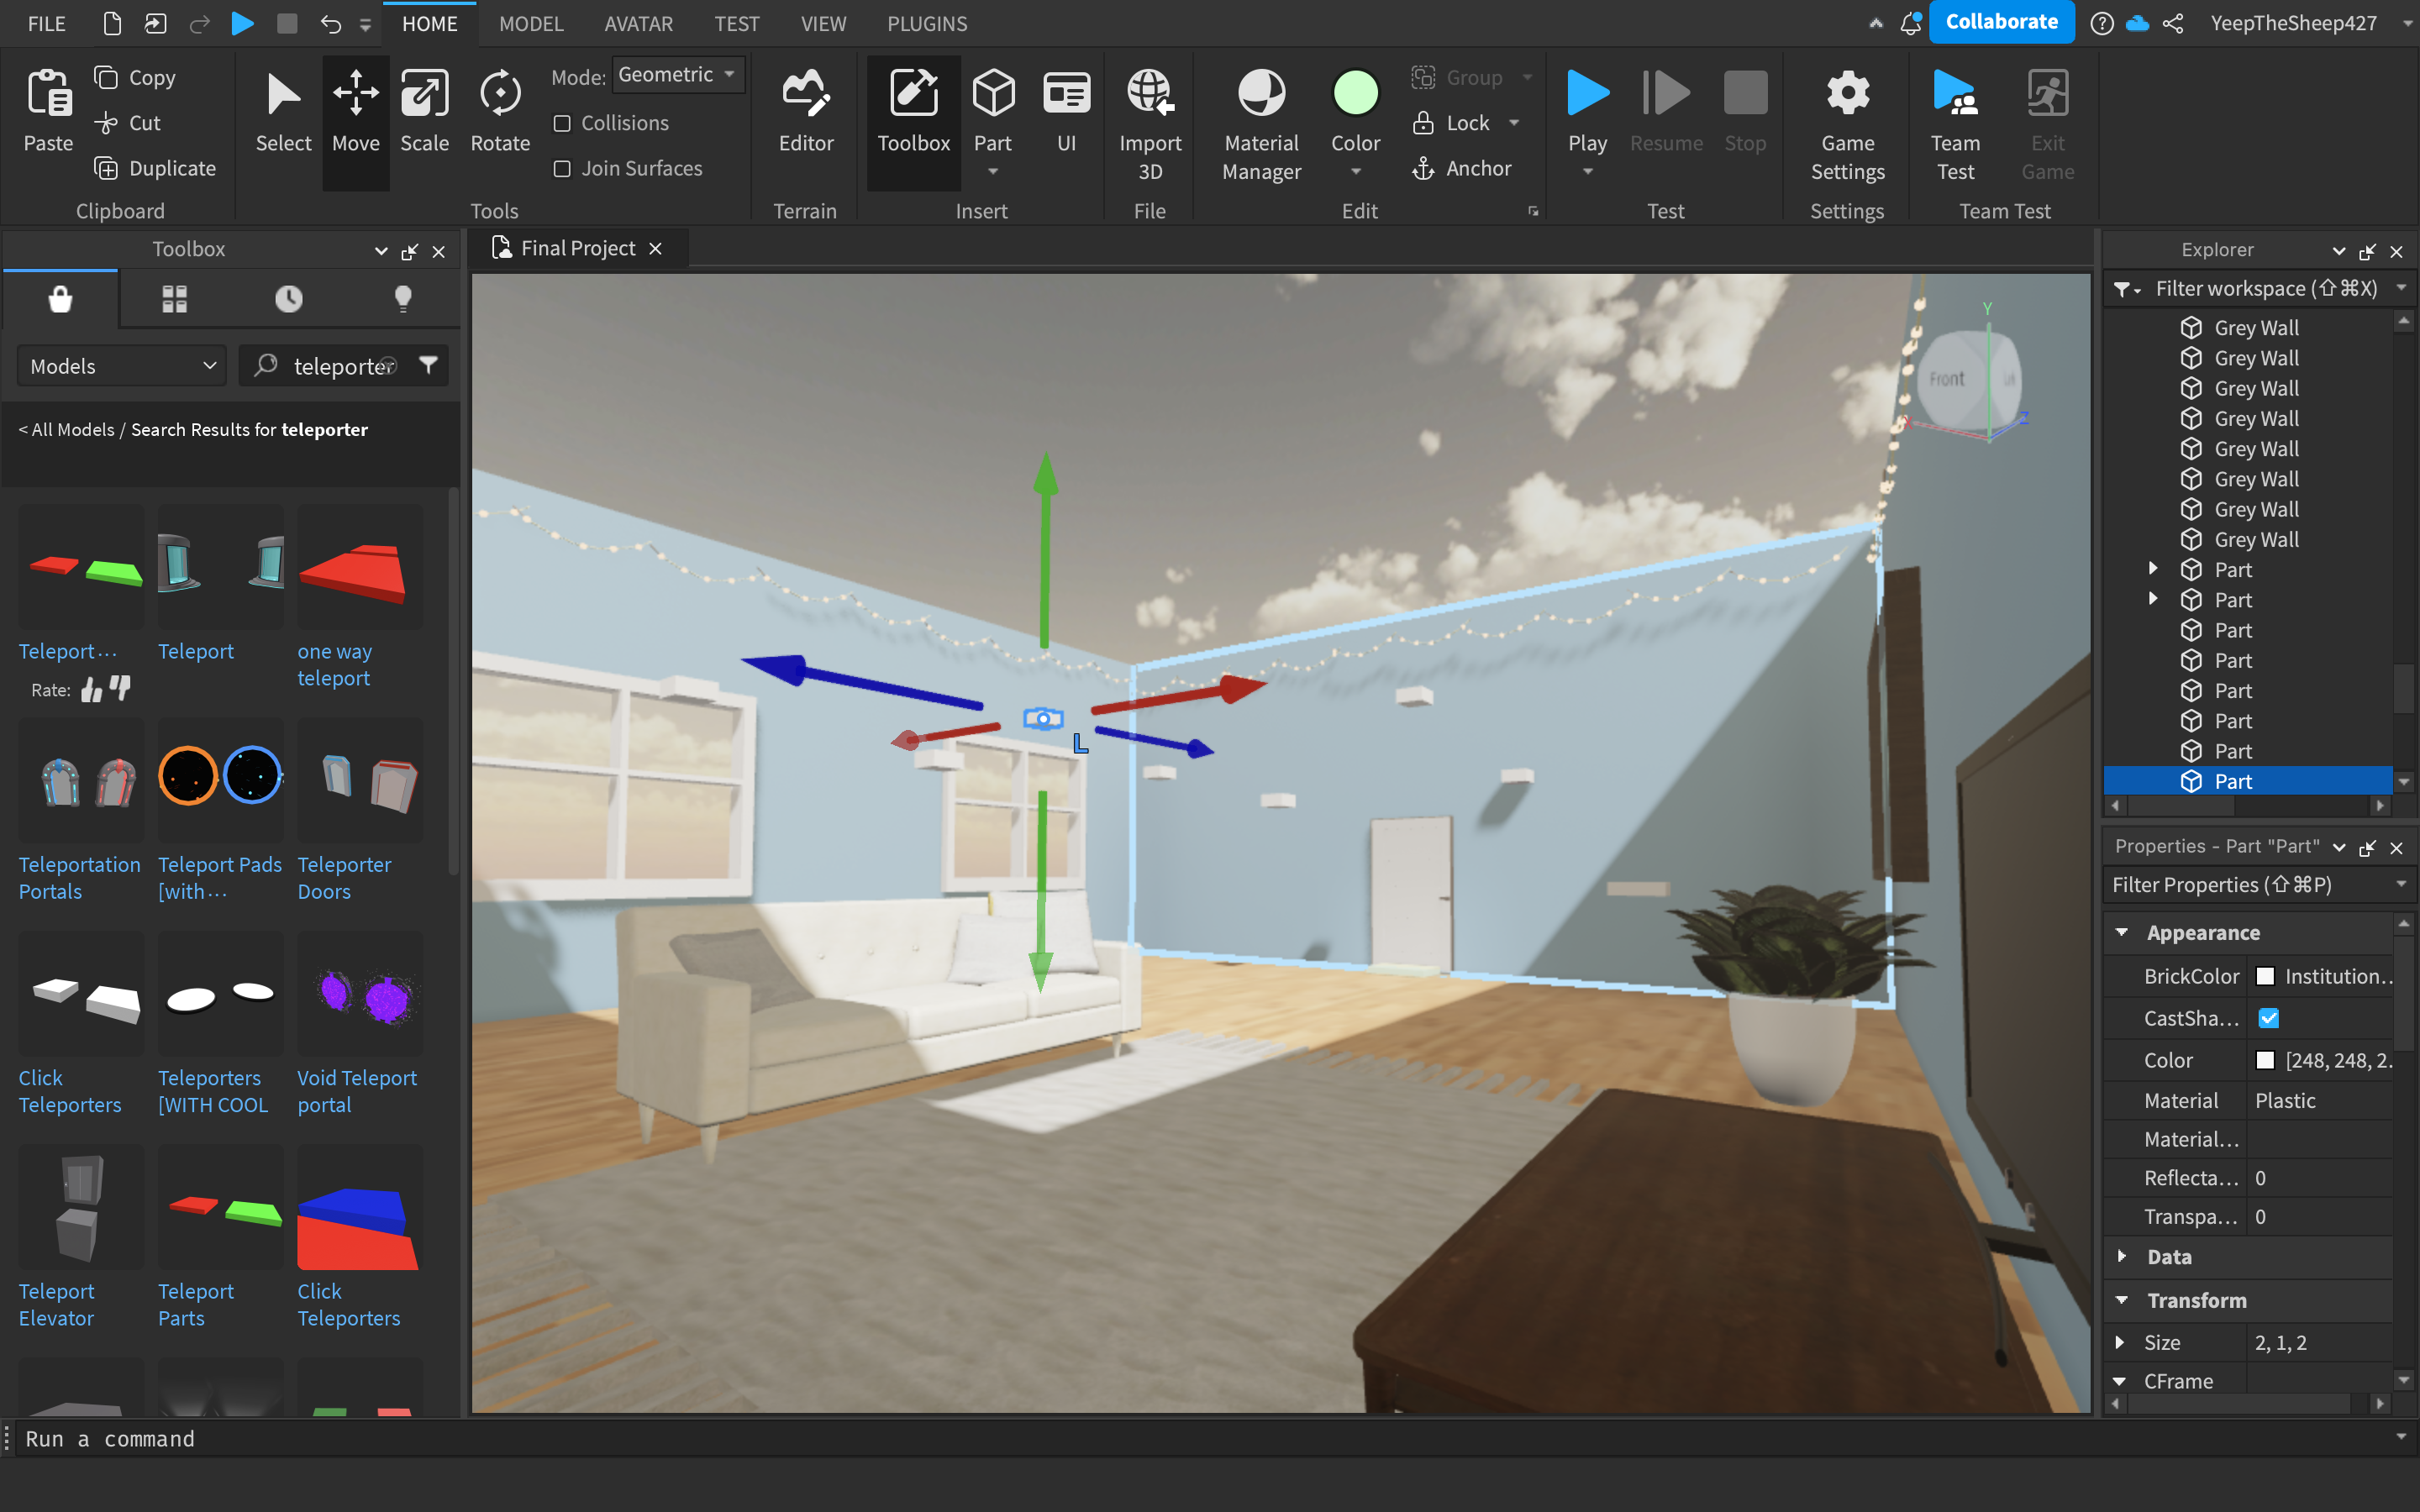 FILE HOME MODEL AVATAR TEST VIEW PLUGINS Collaborate YeepTheSheep427
Paste
Copy
Cut
Duplicate
Clipboard
Select Move Scale Rotate
Mode: Geometric
Collisions
Join Surfaces
Tools
Editor
Terrain
Toolbox Part UI
Insert
Import
3D
File
Material
Manager
Color
Group
Lock
Anchor
Edit
Play Resume Stop
Test
Game
Settings
Settings
Team
Test
Exit
Game
Team Test
Toolbox
Models
teleporter
< All Models / Search Results for teleporter
Teleport...
Rate:
Teleport
one way
teleport
Teleportation
Portals
Teleport Pads
[with...
Teleporter
Doors
Click
Teleporters
Teleporters
[WITH COOL
Void Teleport
portal
Teleport
Elevator
Teleport
Parts
Click
Teleporters
Final Project
Y
Front
X
Z
L
Explorer
Filter workspace (⇧⌘X)
Grey Wall
Grey Wall
Grey Wall
Grey Wall
Grey Wall
Grey Wall
Grey Wall
Grey Wall
Part
Part
Part
Part
Part
Part
Part
Part
Properties - Part "Part"
Filter Properties (⇧⌘P)
Appearance
BrickColor Institution...
CastSha...
Color [248, 248, 2...
Material Plastic
Material...
Reflecta... 0
Transpa... 0
Data
Transform
Size 2, 1, 2
CFrame
Run a command